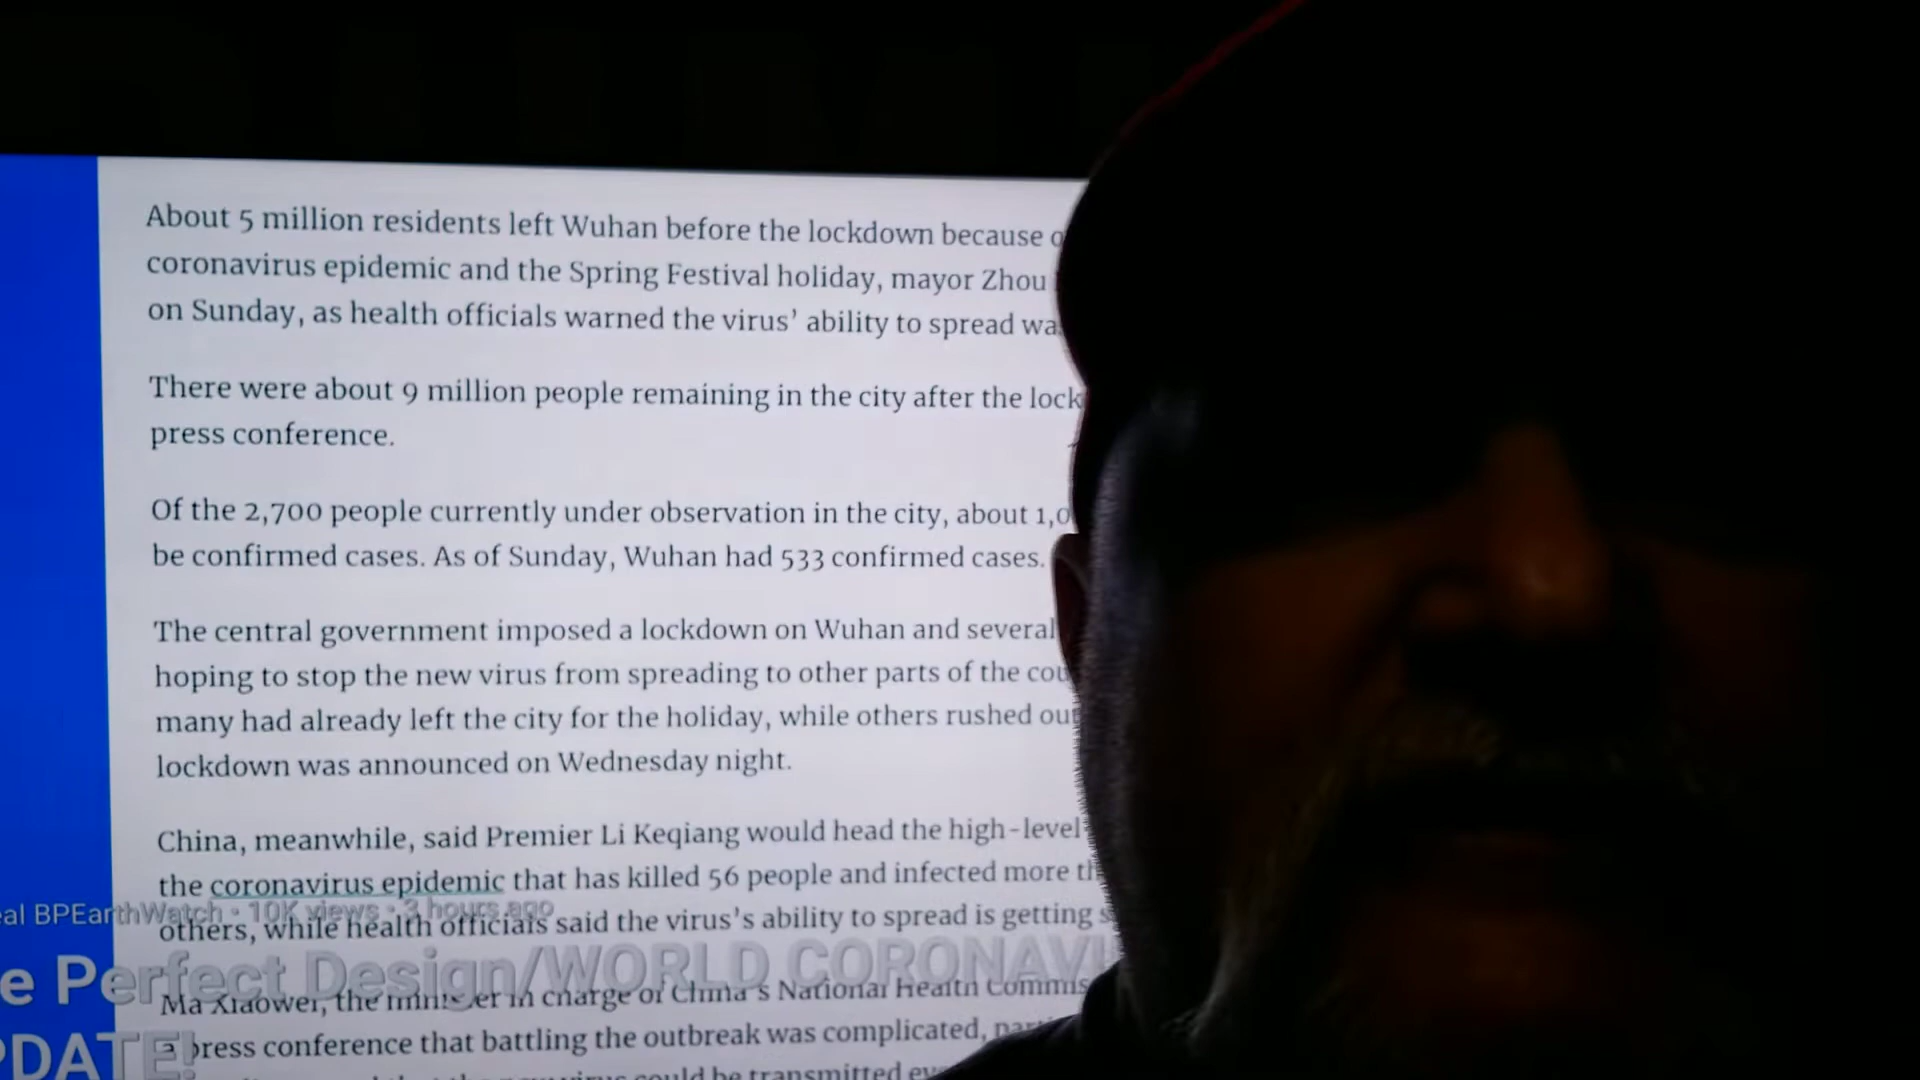 About 5 million residents left Wuhan before the lockdown because
coronavirus epidemic and the Spring Festival holiday, mayor Zhou
on Sunday, as health officials warned the virus’ ability to spread
There were about 9 million people remaining in the city after the lock
press conference.
Of the 2,700 people currently under observation in the city, about 1,0
be confirmed cases. As of Sunday, Wuhan had 533 confirmed cases.
The central government imposed a lockdown on Wuhan and several
hoping to stop the new virus from spreading to other parts of the cou
many had already left the city for the holiday, while others rushed out
lockdown was announced on Wednesday night.
China, meanwhile, said Premier Li Keqiang would head the high-level
the coronavirus epidemic that has killed 56 people and infected more
al BPEarthWatch • 10K views • 3 hours ago
others, while health officials said the virus’s ability to spread is getting
e Perfect Design/WORLD CORONAVI
Ma Xiaowei, the minister in charge of China’s National Health Commis
PDATE!
press conference that battling the outbreak was complicated,
could be transmitted